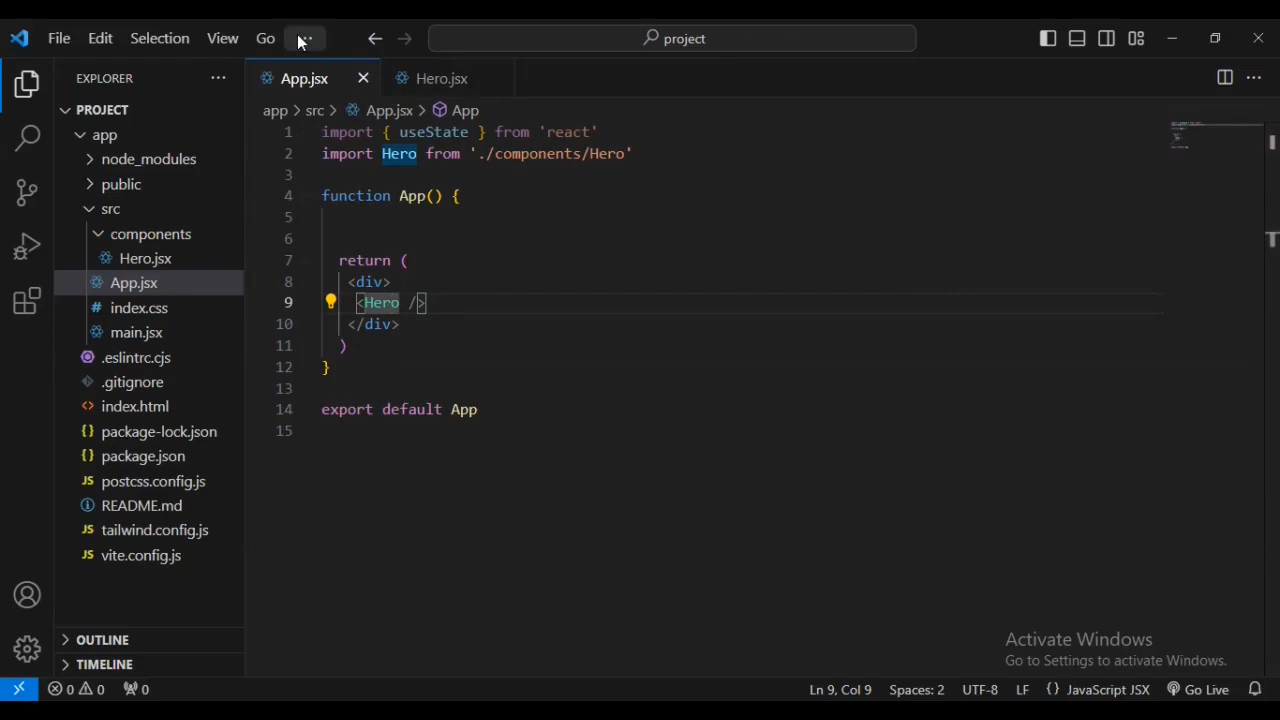 File Edit Selection View Go ... project
EXPLORER ...
App.jsx Hero.jsx
PROJECT
app > src > App.jsx > App
app
node_modules
public
src
components
Hero.jsx
App.jsx
index.css
main.jsx
.eslintrc.cjs
.gitignore
index.html
package-lock.json
package.json
postcss.config.js
README.md
tailwind.config.js
vite.config.js
OUTLINE
TIMELINE
1 import { useState } from 'react'
2 import Hero from './components/Hero'
3
4 function App() {
5
6
7 return (
8 <div>
9 <Hero />
10 </div>
11 )
12 }
13
14 export default App
15
Activate Windows
Go to Settings to activate Windows.
0 0 0 Ln 9, Col 9 Spaces: 2 UTF-8 LF {} JavaScript JSX Go Live